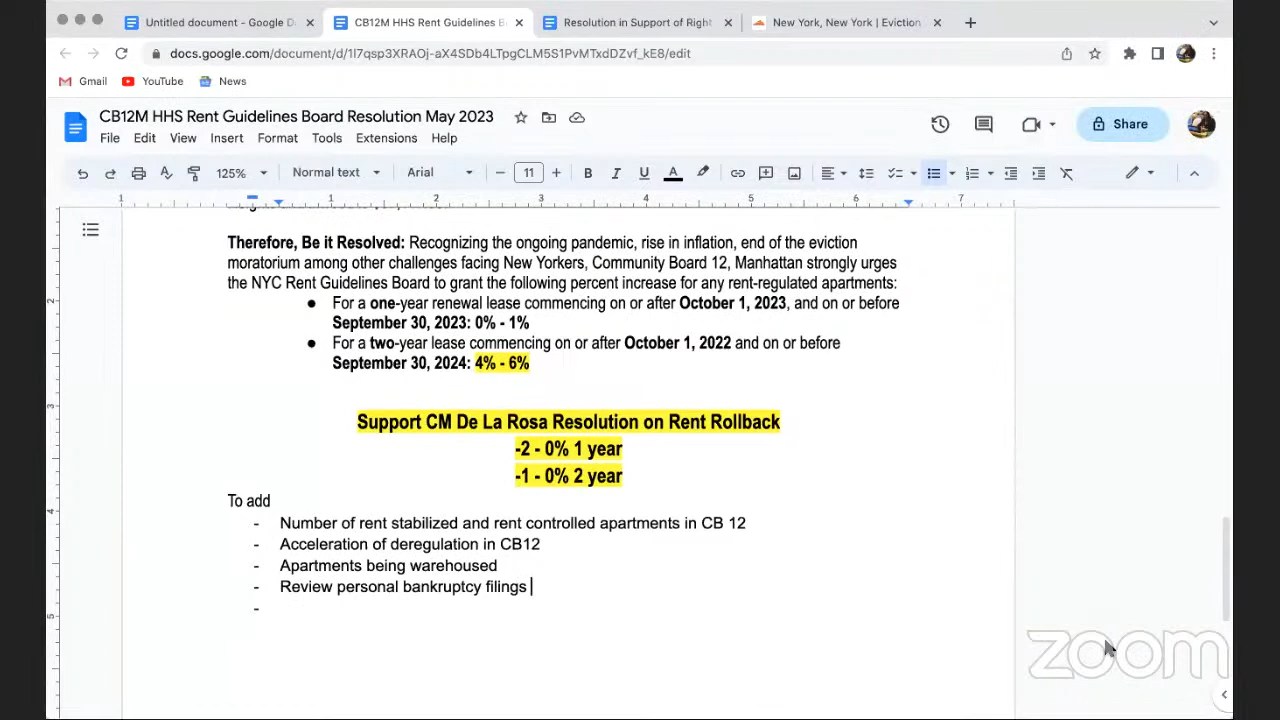 Untitled document - Google D
CB12M HHS Rent Guidelines B
Resolution in Support of Right
New York, New York | Eviction
docs.google.com/document/d/1I7qsp3XRAOj-aX4SDb4LTpgCLM5S1PvMTxdDZvf_kE8/edit
Gmail
YouTube
News
CB12M HHS Rent Guidelines Board Resolution May 2023
File Edit View Insert Format Tools Extensions Help
Share
125% Normal text Arial 11
1 1 2 3 4 5 6 7
Therefore, Be it Resolved: Recognizing the ongoing pandemic, rise in inflation, end of the eviction
moratorium among other challenges facing New Yorkers, Community Board 12, Manhattan strongly urges
the NYC Rent Guidelines Board to grant the following percent increase for any rent-regulated apartments:
● For a one-year renewal lease commencing on or after October 1, 2023, and on or before
September 30, 2023: 0% - 1%
● For a two-year lease commencing on or after October 1, 2022 and on or before
September 30, 2024: 4% - 6%
Support CM De La Rosa Resolution on Rent Rollback
-2 - 0% 1 year
-1 - 0% 2 year
To add
- Number of rent stabilized and rent controlled apartments in CB 12
- Acceleration of deregulation in CB12
- Apartments being warehoused
- Review personal bankruptcy filings
-
zoom